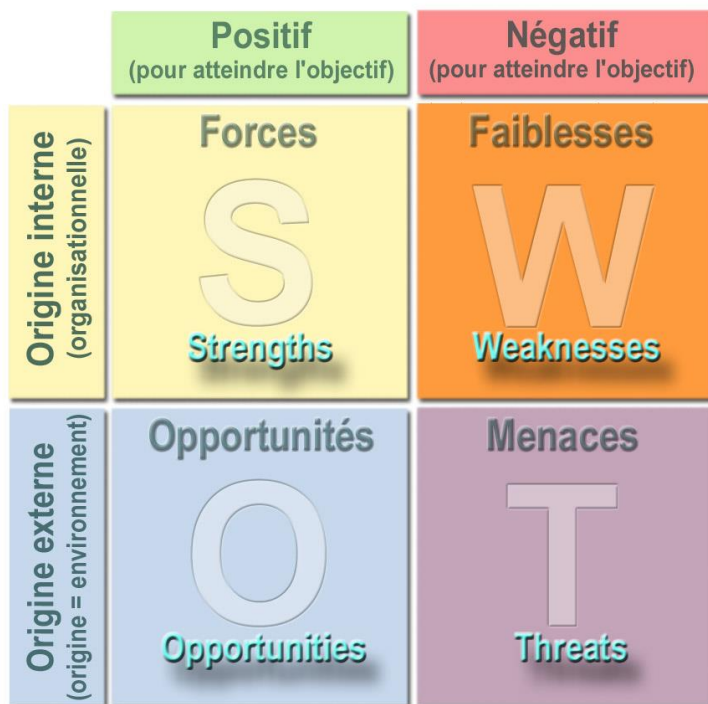 Positif
(pour atteindre l'objectif)
Négatif
(pour atteindre l'objectif)
Origine interne
(organisationnelle)
Forces
S
Strengths
Faiblesses
W
Weaknesses
Origine externe
(origine = environnement)
Opportunités
O
Opportunities
Menaces
T
Threats